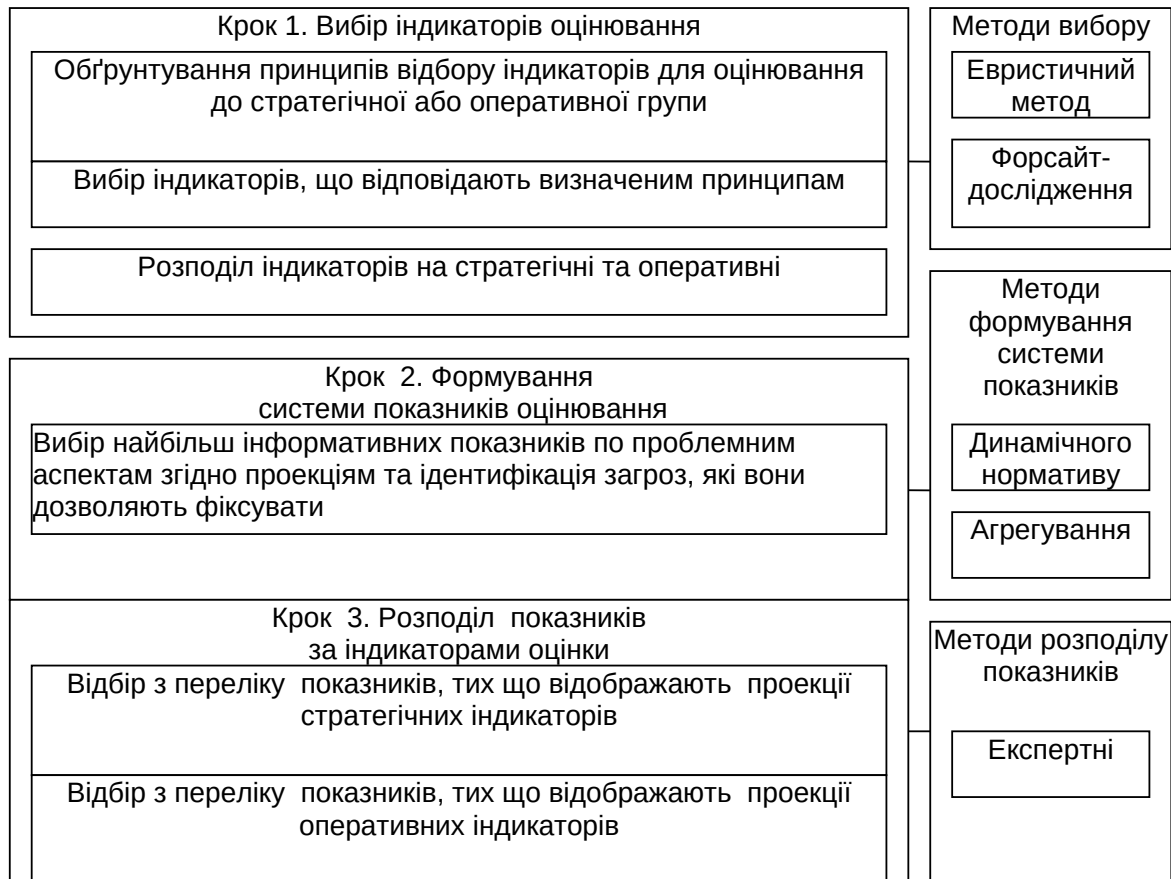 Крок 1. Вибір індикаторів оцінювання
Обґрунтування принципів відбору індикаторів для оцінювання
до стратегічної або оперативної групи
Вибір індикаторів, що відповідають визначеним принципам
Розподіл індикаторів на стратегічні та оперативні
Методи вибору
Евристичний
метод
Форсайт-
дослідження
Крок 2. Формування
системи показників оцінювання
Вибір найбільш інформативних показників по проблемним
аспектам згідно проекціям та ідентифікація загроз, які вони
дозволяють фіксувати
Методи
формування
системи
показників
Динамічного
нормативу
Агрегування
Крок 3. Розподіл показників
за індикаторами оцінки
Відбір з переліку показників, тих що відображають проекції
стратегічних індикаторів
Відбір з переліку показників, тих що відображають проекції
оперативних індикаторів
Методи розподілу
показників
Експертні